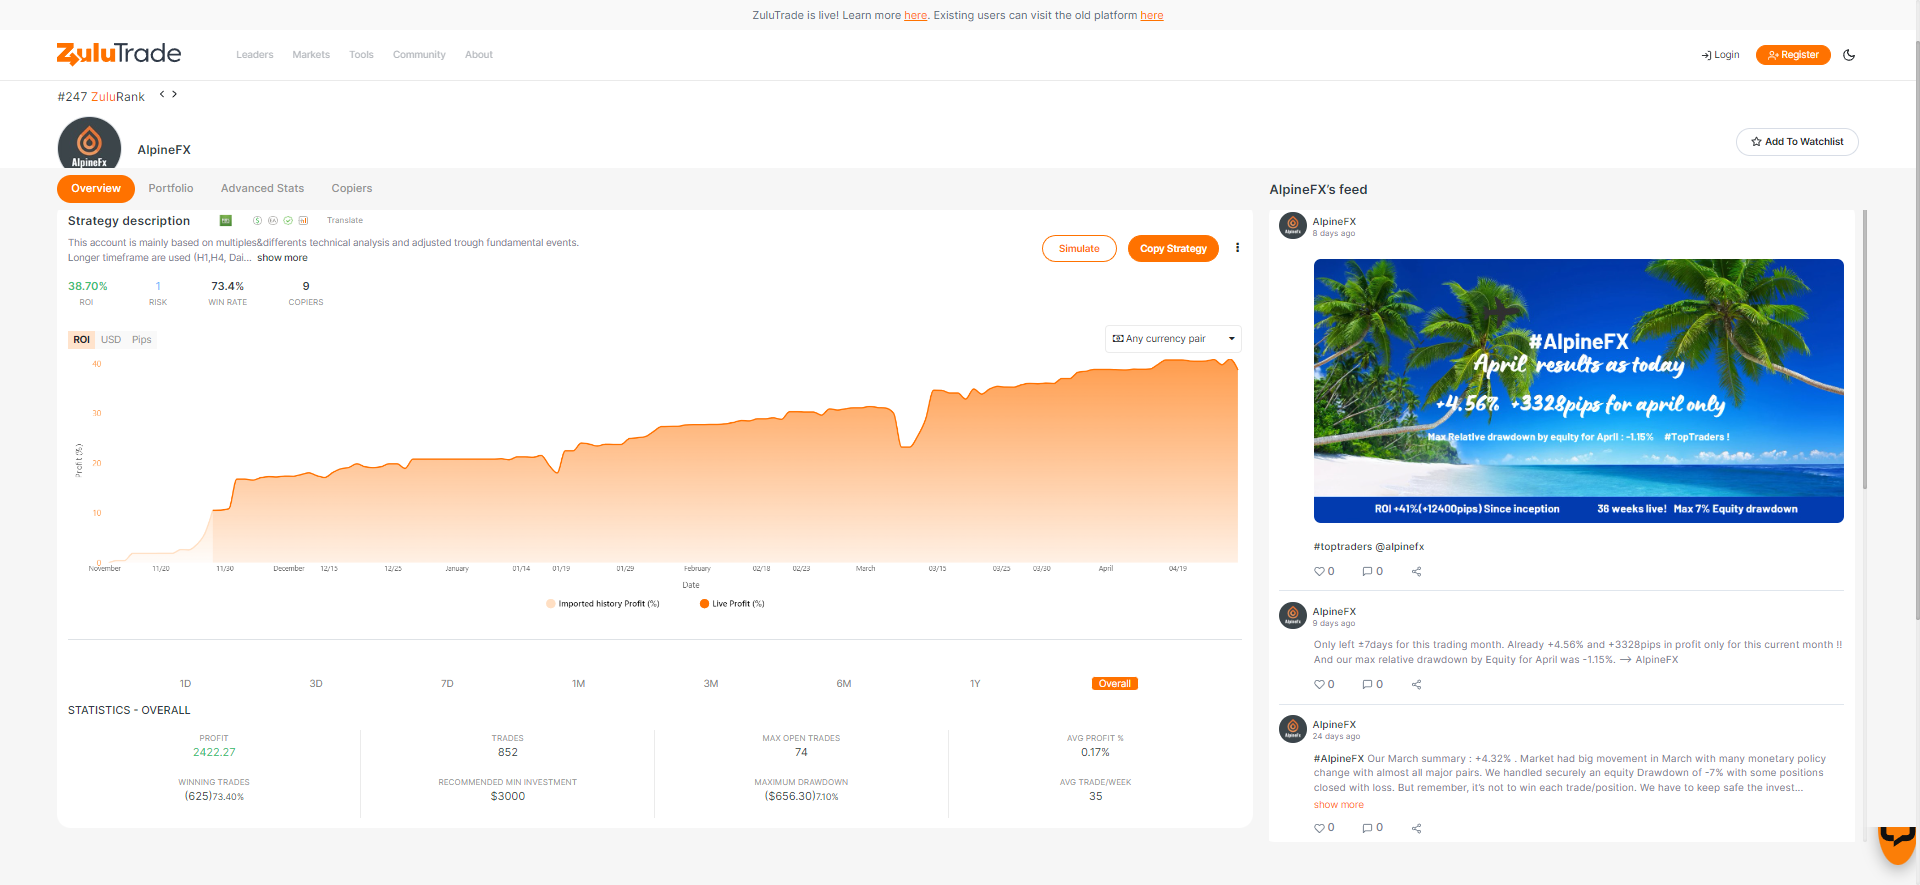 ZuluTrade is live! Learn more here. Existing users can visit the old platform here
ZuluTrade
Leaders Markets Tools Community About
Login Register
#247 ZuluRank
AlpineFx
AlpineFX
Add To Watchlist
Overview Portfolio Advanced Stats Copiers
Strategy description Translate
This account is mainly based on multiples&differents technical analysis and adjusted trough fundamental events.
Longer timeframe are used (H1,H4, Dai... show more
Simulate Copy Strategy
38.70% 1 73.4% 9
ROI RISK WIN RATE COPIERS
ROI USD Pips
Any currency pair
40
30
20
10
0
Profit (%)
November 11/20 11/30 December 12/15 12/25 January 01/14 01/19 01/29 February 02/18 02/23 March 03/15 03/25 03/30 April 04/19
Date
Imported history Profit (%) Live Profit (%)
1D 3D 7D 1M 3M 6M 1Y Overall
STATISTICS - OVERALL
PROFIT TRADES MAX OPEN TRADES AVG PROFIT %
2422.27 852 74 0.17%
WINNING TRADES RECOMMENDED MIN INVESTMENT MAXIMUM DRAWDOWN AVG TRADE/WEEK
(625)73.40% $3000 ($656.30)7.10% 35
AlpineFX's feed
AlpineFX
8 days ago
#AlpineFX
April results as today
+4.56% +3328pips for april only
Max Relative drawdown by equity for April : -1.15% #TopTraders !
ROI +41%(+12400pips) Since inception 36 weeks live! Max 7% Equity drawdown
#toptraders @alpinefx
0 0
AlpineFX
9 days ago
Only left ±7days for this trading month. Already +4.56% and +3328pips in profit only for this current month !!
And our max relative drawdown by Equity for April was -1.15%. —> AlpineFX
0 0
AlpineFX
24 days ago
#AlpineFX Our March summary : +4.32% . Market had big movement in March with many monetary policy
change with almost all major pairs. We handled securely an equity Drawdown of -7% with some positions
closed with loss. But remember, it's not to win each trade/position. We have to keep safe the invest...
show more
0 0